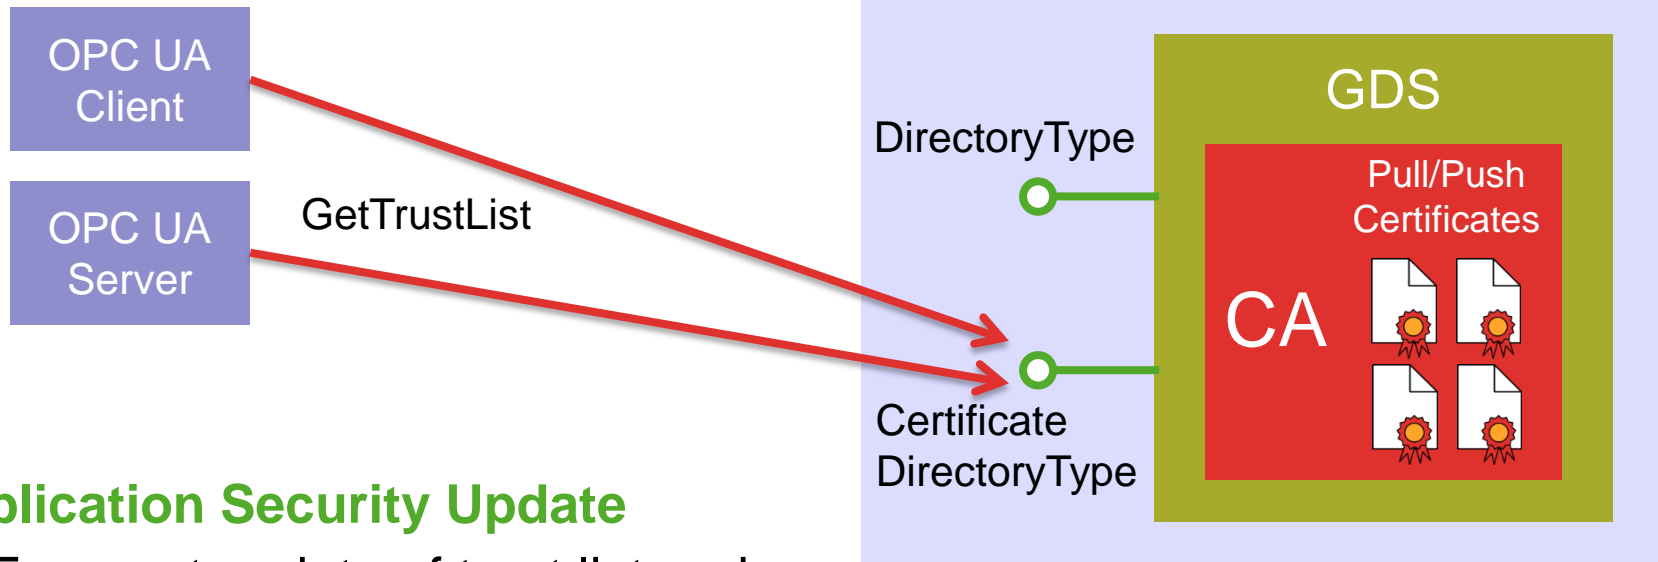 OPC UA
Client
OPC UA
Server
GetTrustList
DirectoryType
Certificate
DirectoryType
GDS
CA
Pull/Push
Certificates
plication Security Update